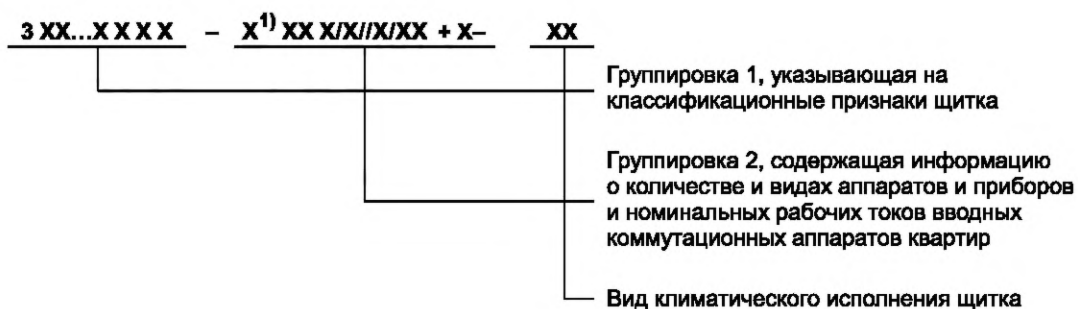 3 XX...X X X X – X1) XX X/X//X/XX + X– XX
Группировка 1, указывающая на
классификационные признаки щитка
Группировка 2, содержащая информацию
о количестве и видах аппаратов и приборов
и номинальных рабочих токов вводных
коммутационных аппаратов квартир
Вид климатического исполнения щитка